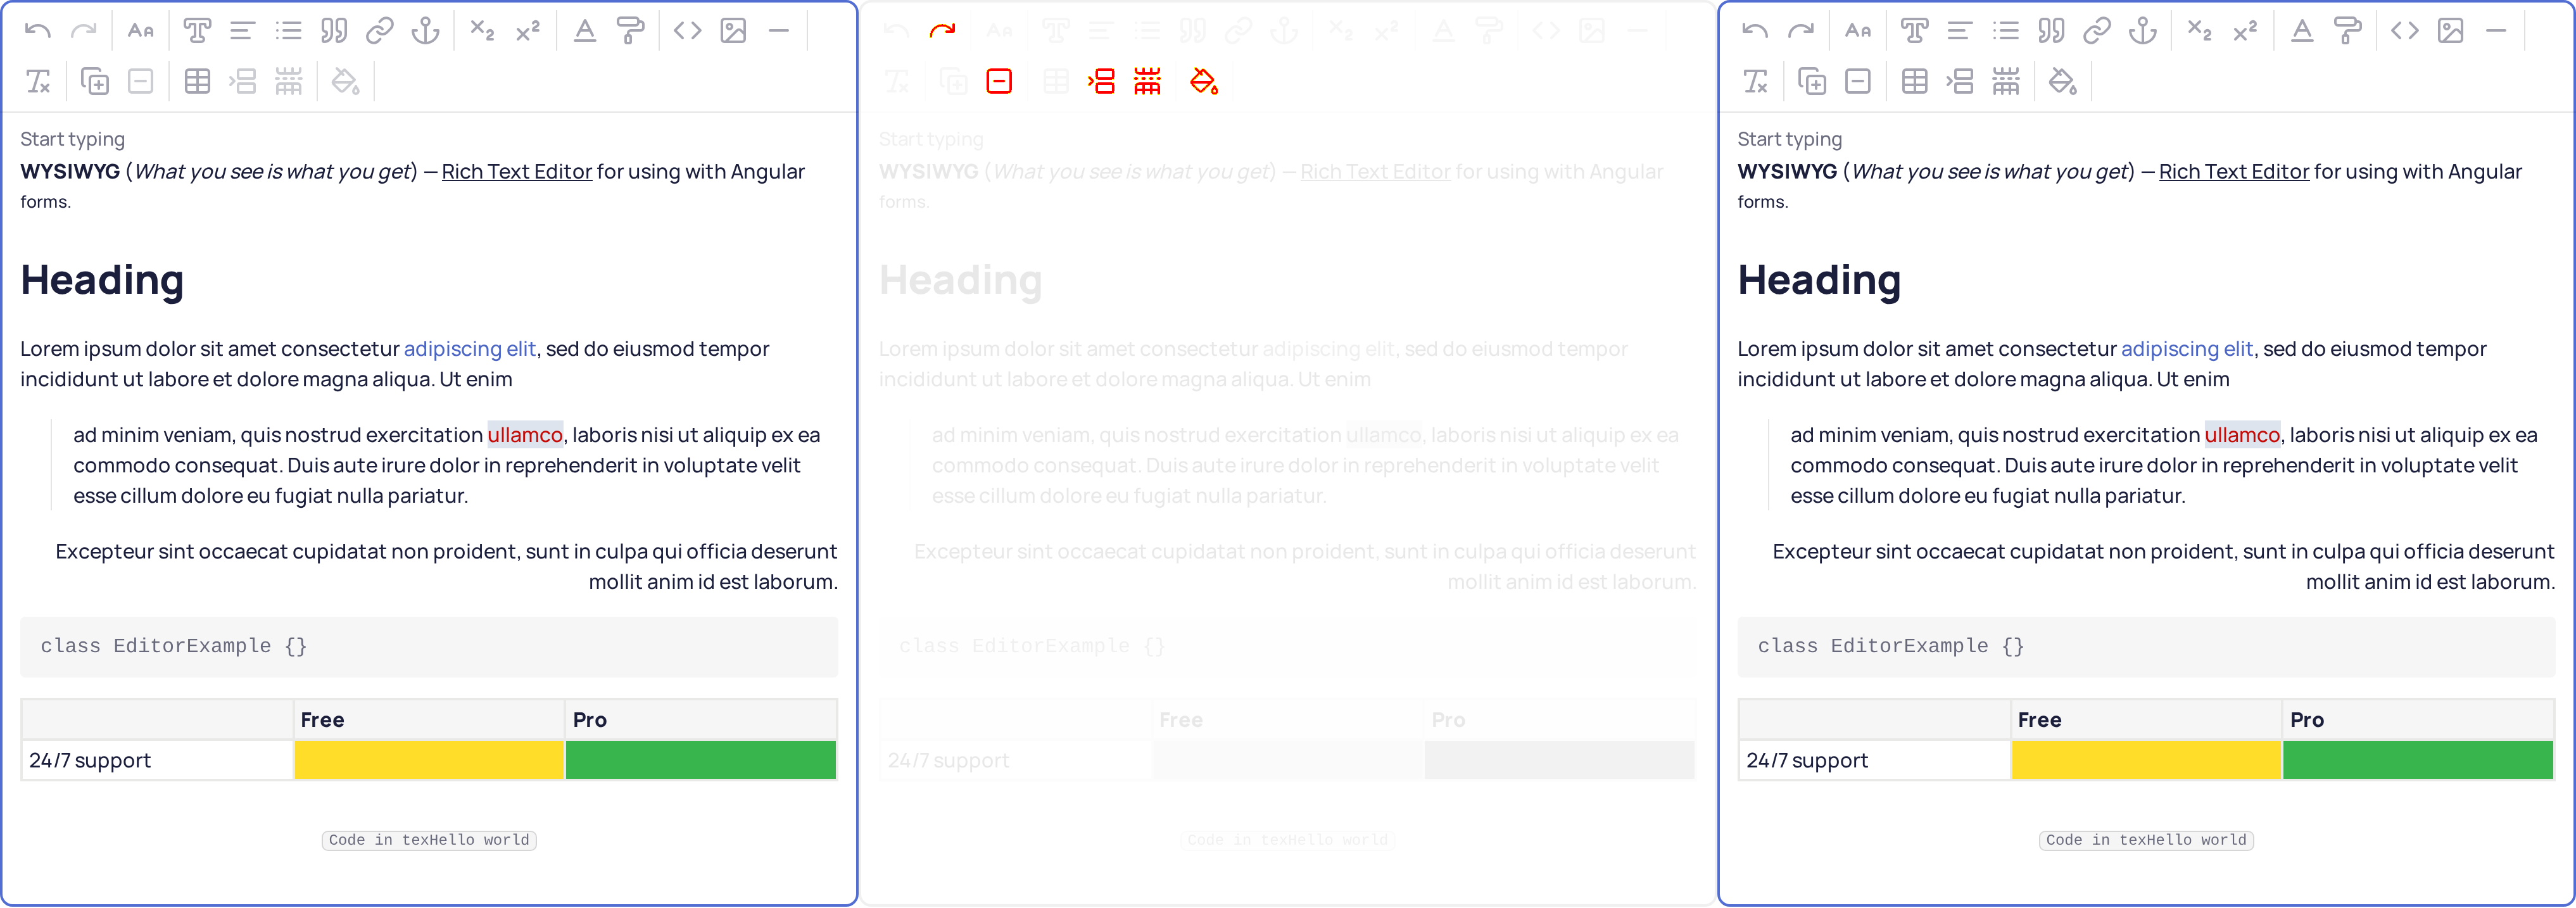 Start typing
WYSIWYG (What you see is what you get) — Rich Text Editor for using with Angular
forms.
Heading
Lorem ipsum dolor sit amet consectetur adipiscing elit, sed do eiusmod tempor
incididunt ut labore et dolore magna aliqua. Ut enim
ad minim veniam, quis nostrud exercitation ullamco, laboris nisi ut aliquip ex ea
commodo consequat. Duis aute irure dolor in reprehenderit in voluptate velit
esse cillum dolore eu fugiat nulla pariatur.
Excepteur sint occaecat cupidatat non proident, sunt in culpa qui officia deserunt
mollit anim id est laborum.
class EditorExample {}
Free Pro
24/7 support
Code in texHello world
Start typing
WYSIWYG (What you see is what you get) — Rich Text Editor for using with Angular
forms.
Heading
Lorem ipsum dolor sit amet consectetur adipiscing elit, sed do eiusmod tempor
incididunt ut labore et dolore magna aliqua. Ut enim
ad minim veniam, quis nostrud exercitation ullamco, laboris nisi ut aliquip ex ea
commodo consequat. Duis aute irure dolor in reprehenderit in voluptate velit
esse cillum dolore eu fugiat nulla pariatur.
Excepteur sint occaecat cupidatat non proident, sunt in culpa qui officia deserunt
mollit anim id est laborum.
class EditorExample {}
Free Pro
24/7 support
Code in texHello world
Start typing
WYSIWYG (What you see is what you get) — Rich Text Editor for using with Angular
forms.
Heading
Lorem ipsum dolor sit amet consectetur adipiscing elit, sed do eiusmod tempor
incididunt ut labore et dolore magna aliqua. Ut enim
ad minim veniam, quis nostrud exercitation ullamco, laboris nisi ut aliquip ex ea
commodo consequat. Duis aute irure dolor in reprehenderit in voluptate velit
esse cillum dolore eu fugiat nulla pariatur.
Excepteur sint occaecat cupidatat non proident, sunt in culpa qui officia deserunt
mollit anim id est laborum.
class EditorExample {}
Free Pro
24/7 support
Code in texHello world